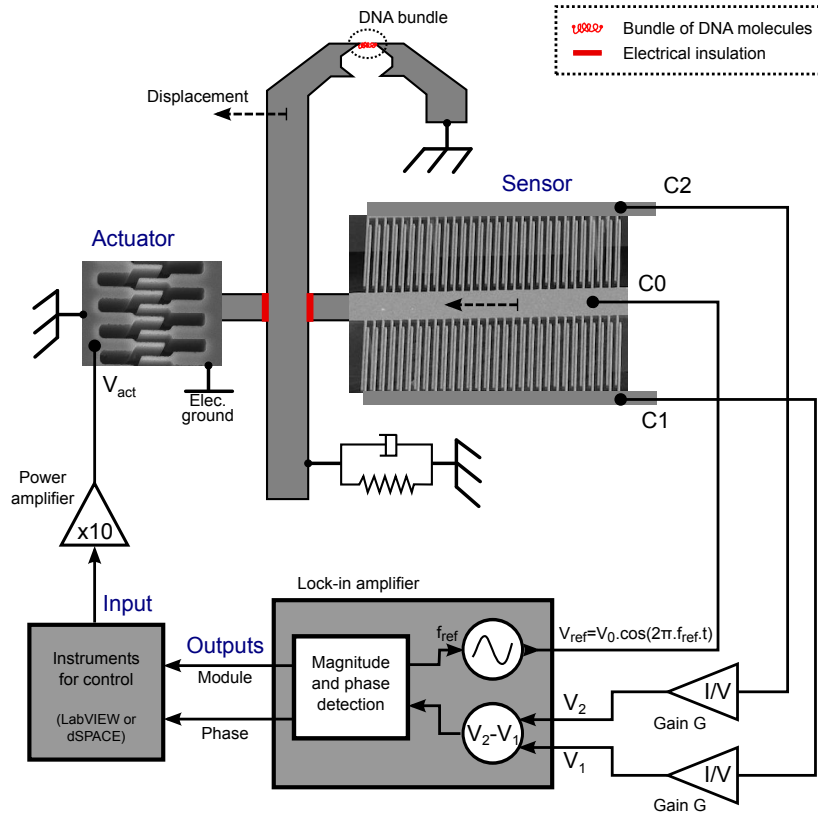 DNA bundle
Bundle of DNA molecules
Electrical insulation
Displacement
Sensor
C2
Actuator
C0
V_act
Elec.
ground
C1
Power
amplifier
x10
Lock-in amplifier
Input
Outputs
f_ref
V_ref=V_0.cos(2π.f_ref.t)
Instruments
for control
(LabVIEW or
dSPACE)
Module
Phase
Magnitude
and phase
detection
V_2-V_1
V_2
I/V
Gain G
V_1
I/V
Gain G